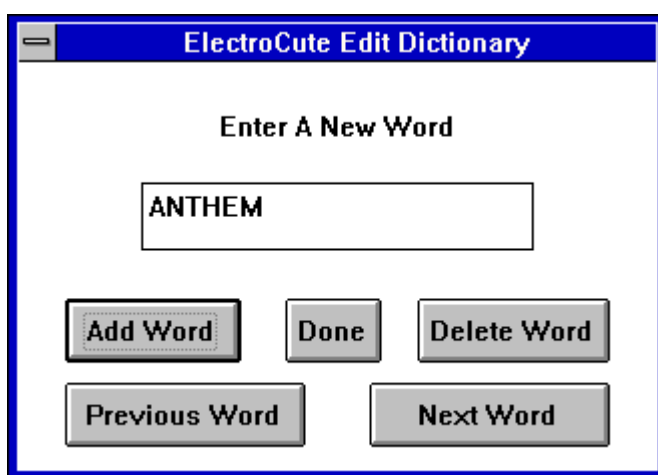 ElectroCute Edit Dictionary
Enter A New Word
ANTHEM
Add Word Done Delete Word
Previous Word Next Word